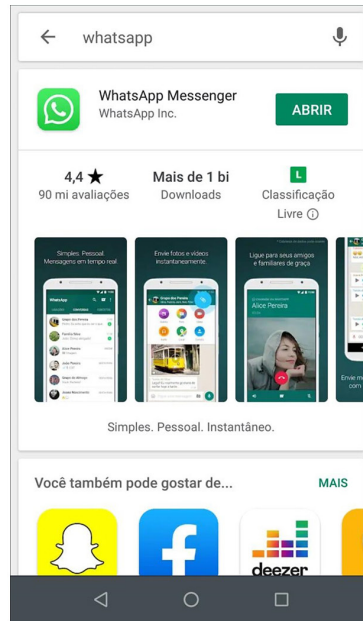 whatsapp
WhatsApp Messenger
WhatsApp Inc.
ABRIR
4,4 ★
90 mi avaliações
Mais de 1 bi
Downloads
L
Classificação
Livre
Simples. Pessoal.
Mensagens em tempo real.
WhatsApp
Envie fotos e vídeos
instantaneamente.
Ligue para seus amigos
e familiares de graça
Alice Pereira
Simples. Pessoal. Instantâneo.
Você também pode gostar de...
MAIS
f
deezer